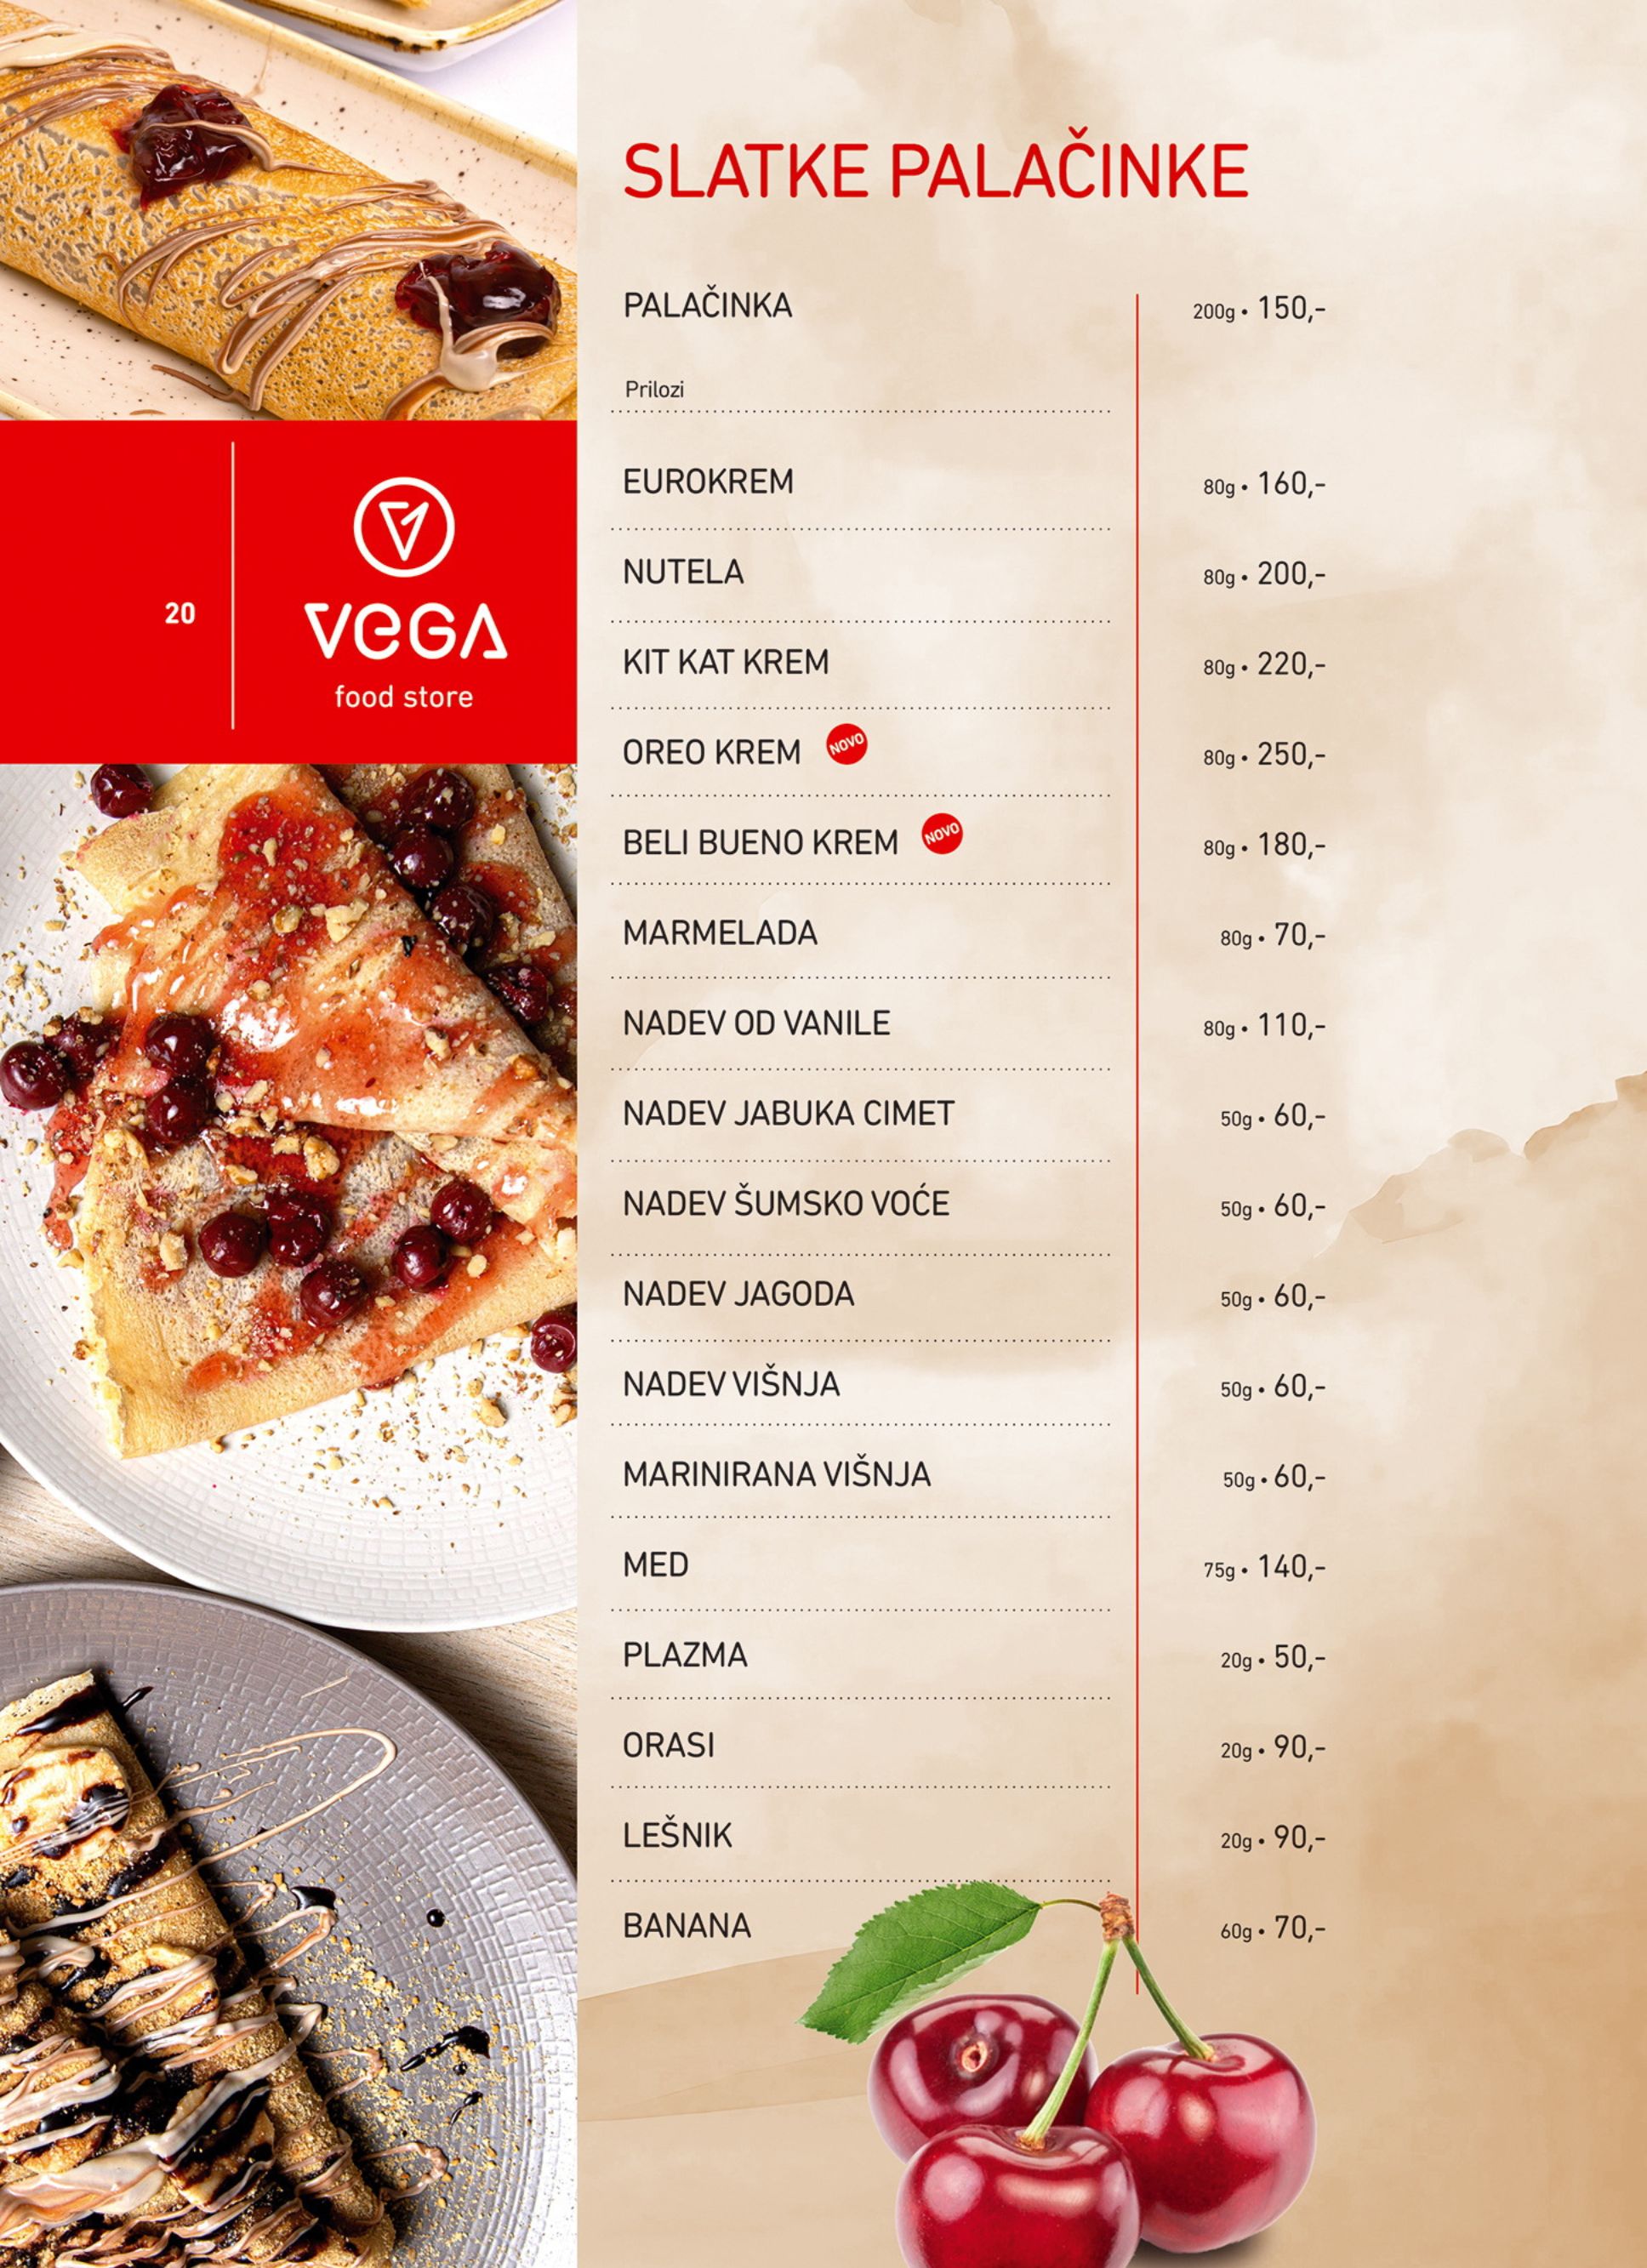 SLATKE PALAČINKE
PALAČINKA 200g • 150,-
Prilozi
EUROKREM 80g • 160,-
NUTELA 80g • 200,-
KIT KAT KREM 80g • 220,-
OREO KREM NOVO 80g • 250,-
BELI BUENO KREM NOVO 80g • 180,-
MARMELADA 80g • 70,-
NADEV OD VANILE 80g • 110,-
NADEV JABUKA CIMET 50g • 60,-
NADEV ŠUMSKO VOĆE 50g • 60,-
NADEV JAGODA 50g • 60,-
NADEV VIŠNJA 50g • 60,-
MARINIRANA VIŠNJA 50g • 60,-
MED 75g • 140,-
PLAZMA 20g • 50,-
ORASI 20g • 90,-
LEŠNIK 20g • 90,-
BANANA 60g • 70,-
20
VEGA
food store